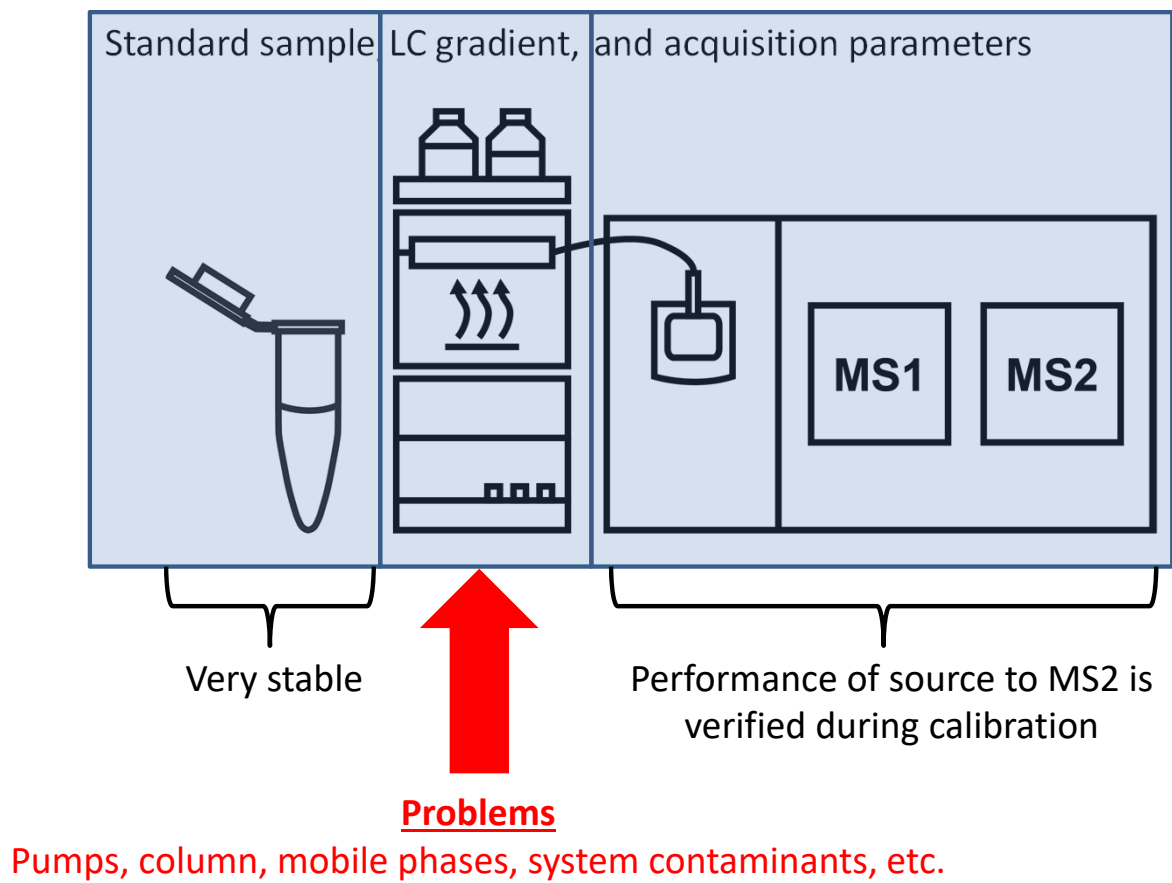 Standard sample, LC gradient, and acquisition parameters
MS1
MS2
Very stable
Performance of source to MS2 is
verified during calibration
Problems
Pumps, column, mobile phases, system contaminants, etc.